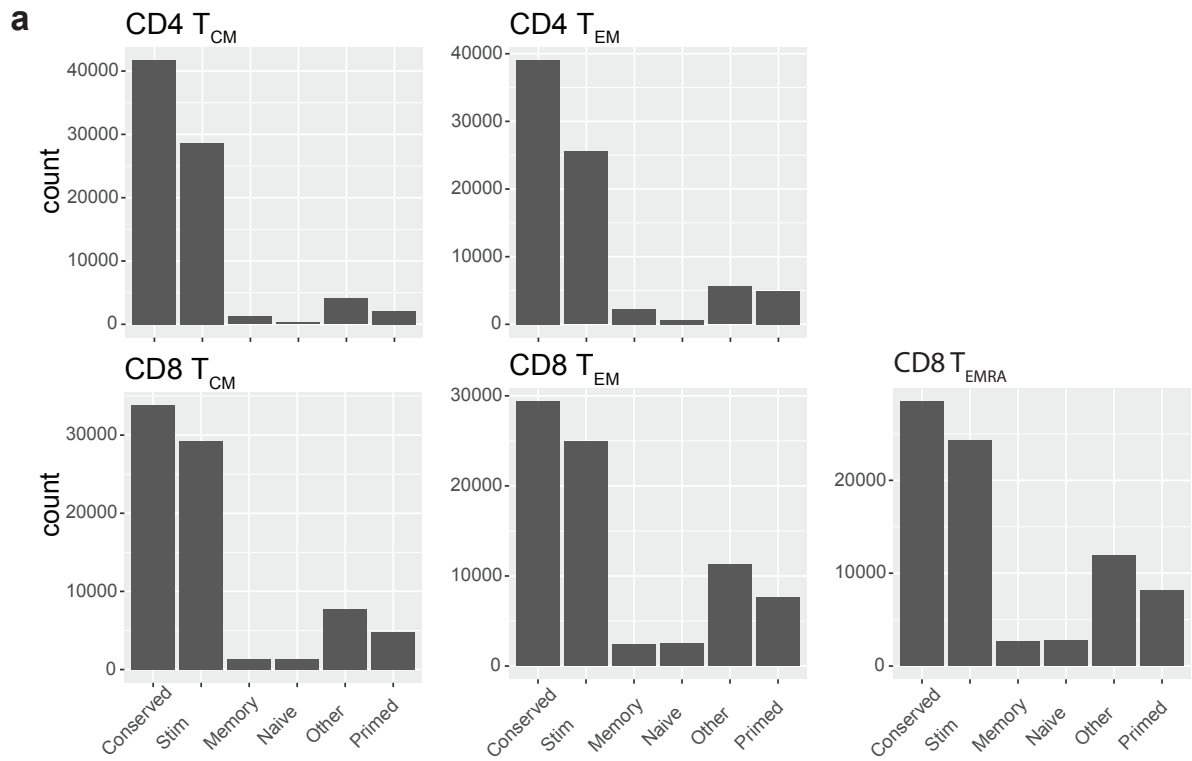 a
CD4 TCM
count
40000
30000
20000
10000
0
CD4 TEM
40000
30000
20000
10000
0
CD8 TCM
count
30000
20000
10000
0
Conserved
Stim
Memory
Naive
Other
Primed
CD8 TEM
30000
20000
10000
0
Conserved
Stim
Memory
Naive
Other
Primed
CD8 TEMRA
20000
10000
0
Conserved
Stim
Memory
Naive
Other
Primed